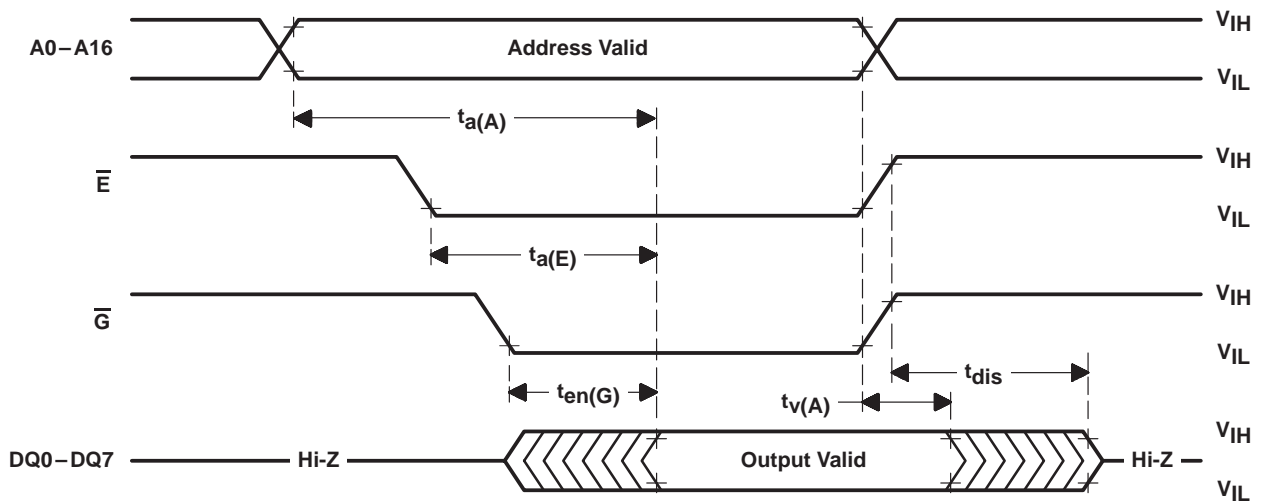 VIH
A0–A16
Address Valid
VIL
ta(A)
VIH
E
VIL
ta(E)
VIH
G
VIL
tdis
ten(G)
tv(A)
VIH
DQ0–DQ7
Hi-Z
Output Valid
Hi-Z
VIL